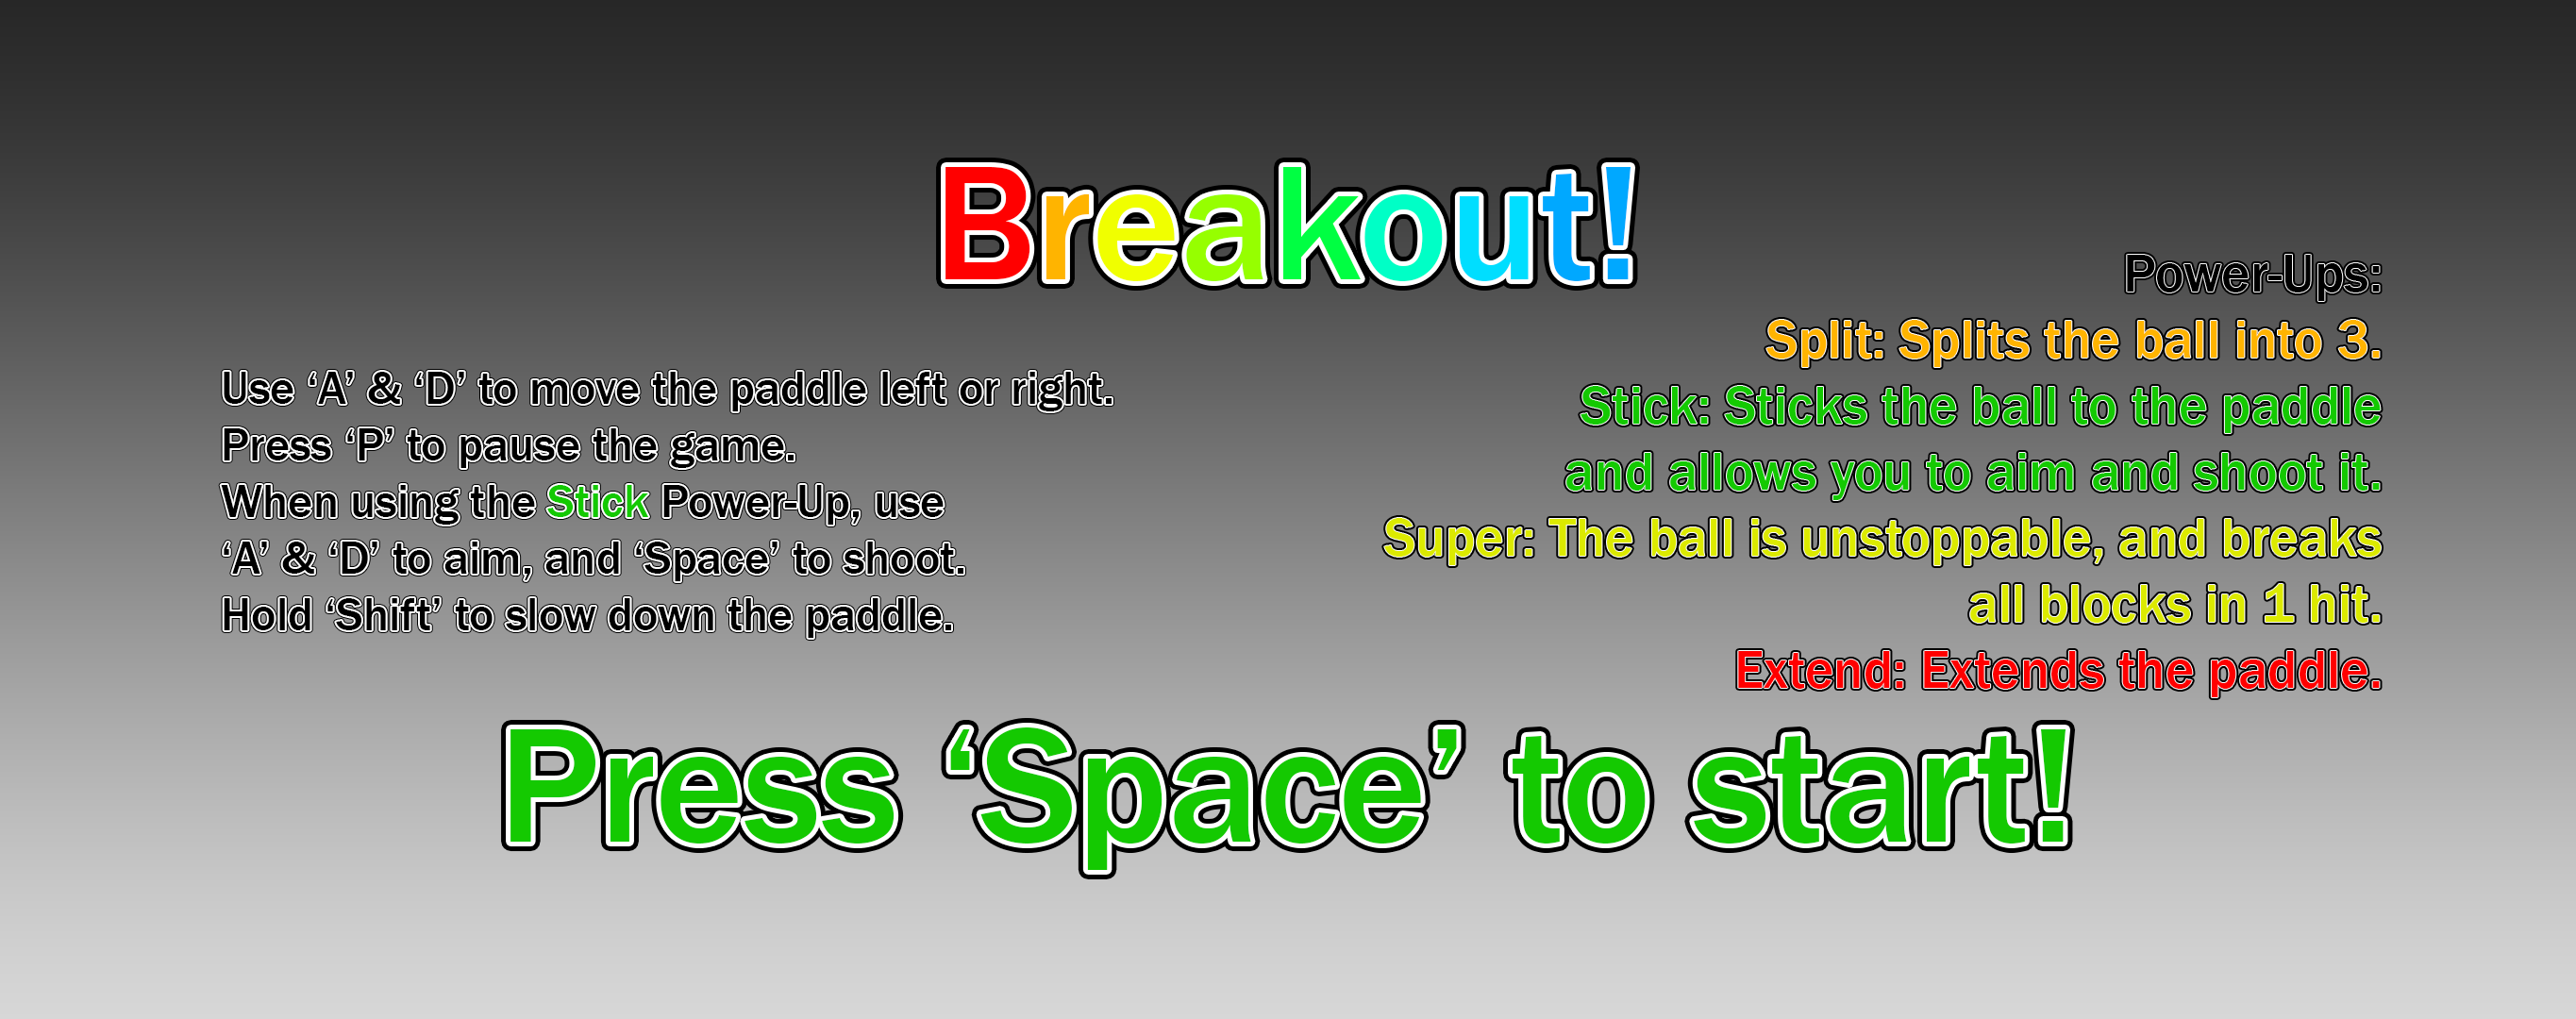 Breakout!
Use ‘A’ & ‘D’ to move the paddle left or right.
Press ‘P’ to pause the game.
When using the Stick Power-Up, use
‘A’ & ‘D’ to aim, and ‘Space’ to shoot.
Hold ‘Shift’ to slow down the paddle.
Power-Ups:
Split: Splits the ball into 3.
Stick: Sticks the ball to the paddle
and allows you to aim and shoot it.
Super: The ball is unstoppable, and breaks
all blocks in 1 hit.
Extend: Extends the paddle.
Press ‘Space’ to start!